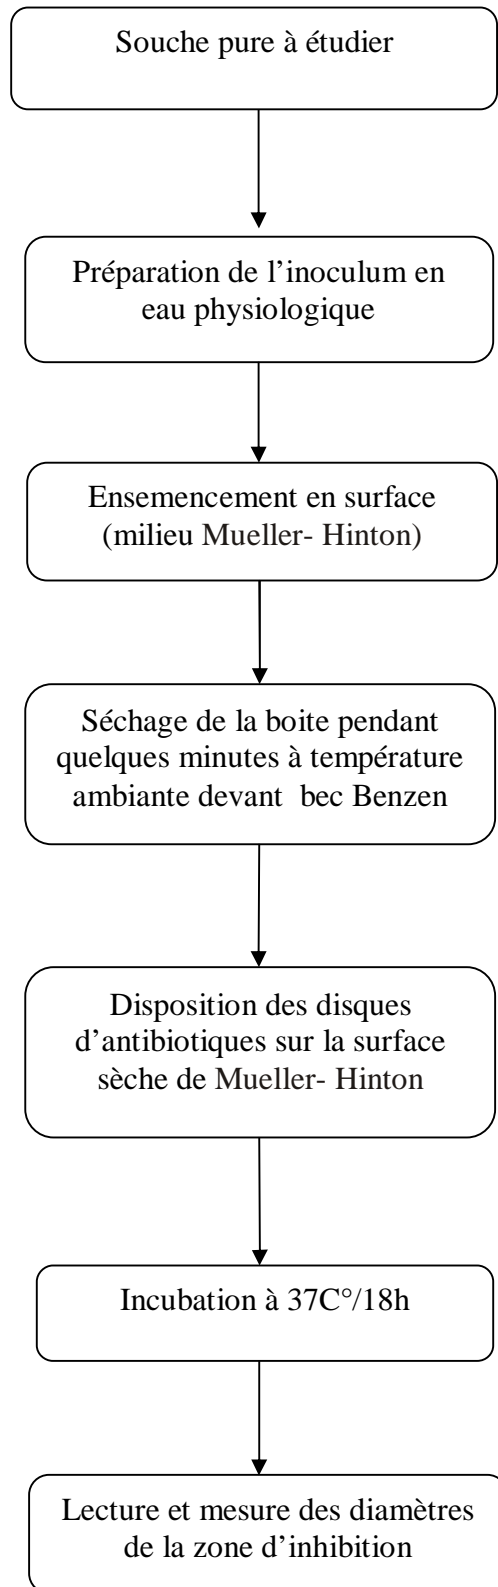 Souche pure à étudier
Préparation de l’inoculum en
eau physiologique
Ensemencement en surface
(milieu Mueller- Hinton)
Séchage de la boite pendant
quelques minutes à température
ambiante devant  bec Benzen
Disposition des disques
d’antibiotiques sur la surface
sèche de Mueller- Hinton
Incubation à 37C°/18h
Lecture et mesure des diamètres
de la zone d’inhibition